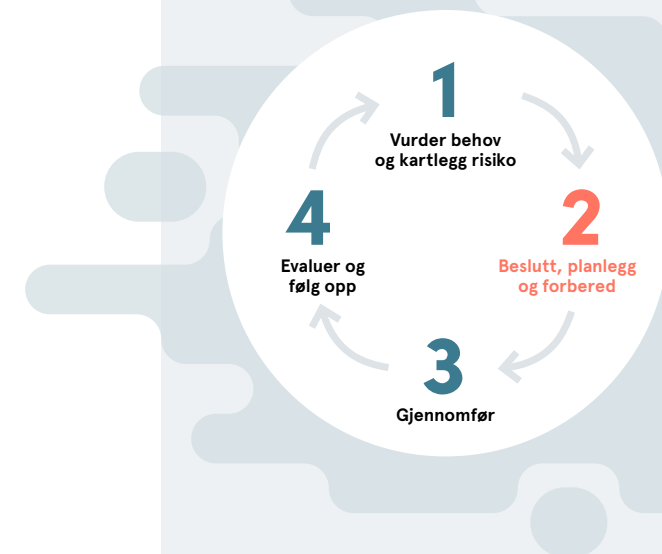 1
Vurder behov
og kartlegg risiko
2
Beslutt, planlegg
og forbered
3
Gjennomfør
4
Evaluer og
følg opp